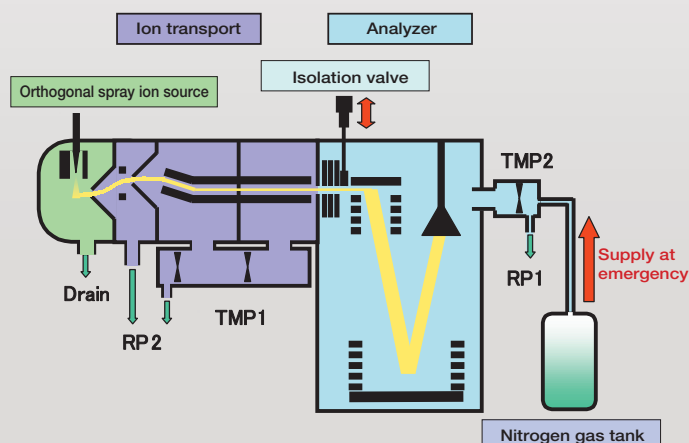 Ion transport
Analyzer
Isolation valve
Orthogonal spray ion source
TMP2
Supply at
emergency
RP1
Drain
TMP1
RP2
Nitrogen gas tank